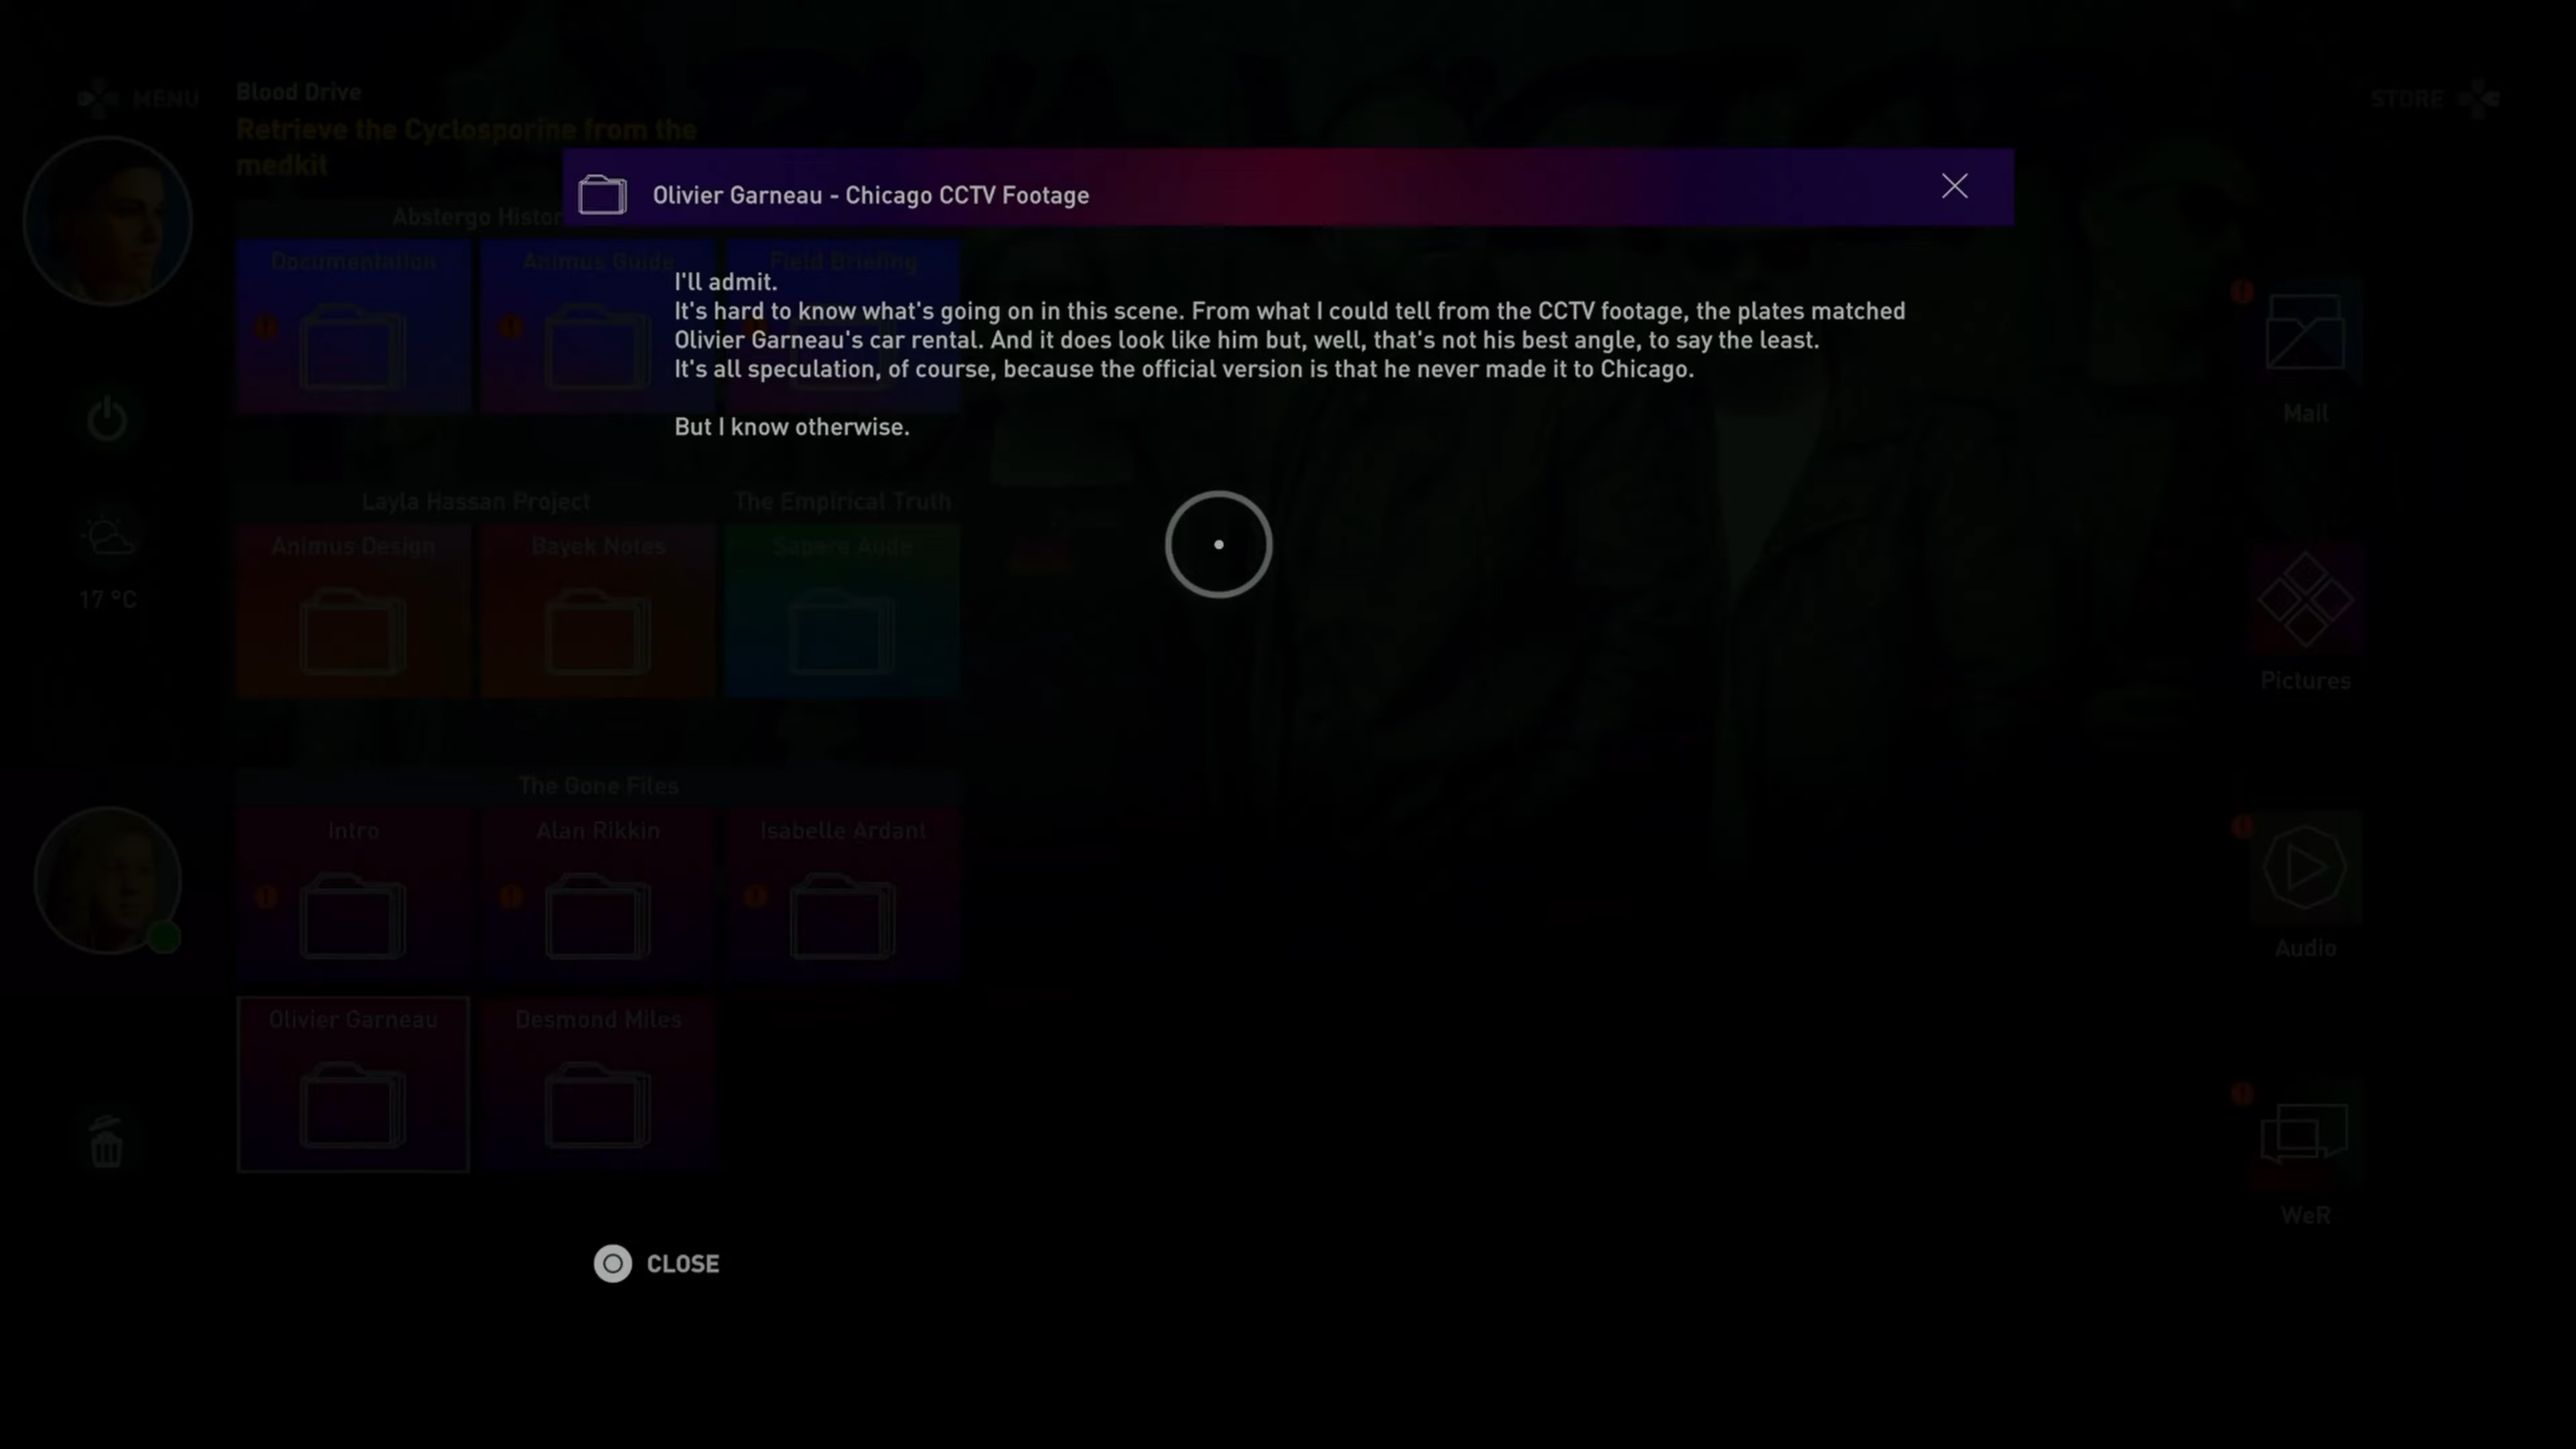 MENU
Blood Drive
STORE
Retrieve the Cyclosporine from the
medkit
Olivier Garneau - Chicago CCTV Footage
Abstergo Histor
Documentation
Animus Guide
Field Briefing
I'll admit.
It's hard to know what's going on in this scene. From what I could tell from the CCTV footage, the plates matched
Olivier Garneau's car rental. And it does look like him but, well, that's not his best angle, to say the least.
It's all speculation, of course, because the official version is that he never made it to Chicago.
But I know otherwise.
Mail
Layla Hassan Project
The Empirical Truth
Animus Design
Bayek Notes
Sapere Aude
17 °C
Pictures
The Gone Files
Intro
Alan Rikkin
Isabelle Ardant
Audio
Olivier Garneau
Desmond Miles
WeR
CLOSE